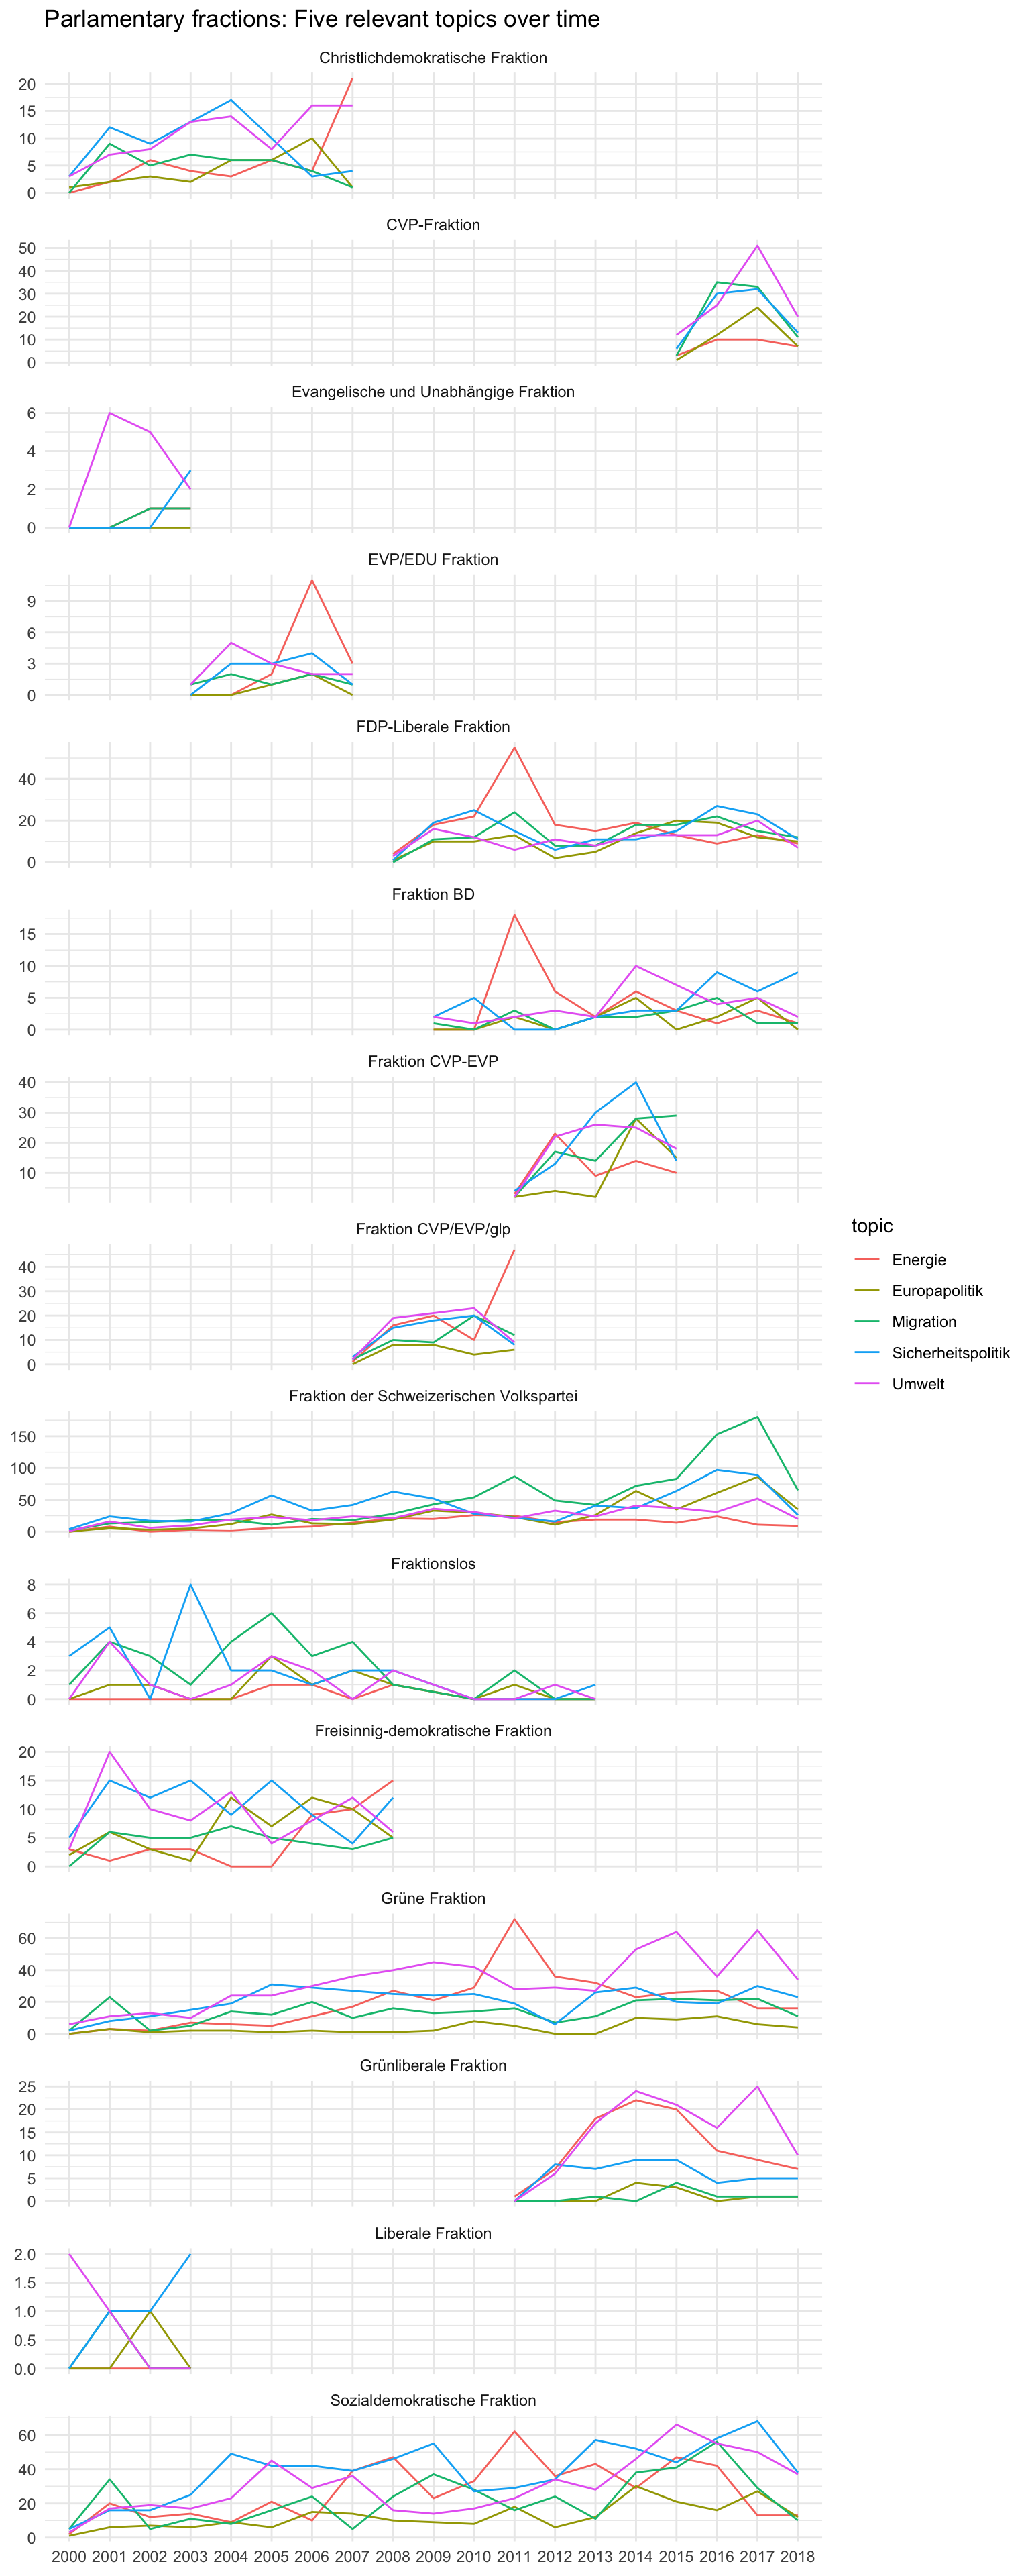 Parlamentary fractions: Five relevant topics over time
Christlichdemokratische Fraktion
20
15
10
5
0
CVP-Fraktion
50
40
30
20
10
0
Evangelische und Unabhängige Fraktion
6
4
2
0
EVP/EDU Fraktion
9
6
3
0
FDP-Liberale Fraktion
40
20
0
Fraktion BD
15
10
5
0
Fraktion CVP-EVP
40
30
20
10
Fraktion CVP/EVP/glp
40
30
20
10
0
topic
Energie
Europapolitik
Migration
Sicherheitspolitik
Umwelt
Fraktion der Schweizerischen Volkspartei
150
100
50
0
Fraktionslos
8
6
4
2
0
Freisinnig-demokratische Fraktion
20
15
10
5
0
Grüne Fraktion
60
40
20
0
Grünliberale Fraktion
25
20
15
10
5
0
Liberale Fraktion
2.0
1.5
1.0
0.5
0.0
Sozialdemokratische Fraktion
60
40
20
0
2000 2001 2002 2003 2004 2005 2006 2007 2008 2009 2010 2011 2012 2013 2014 2015 2016 2017 2018